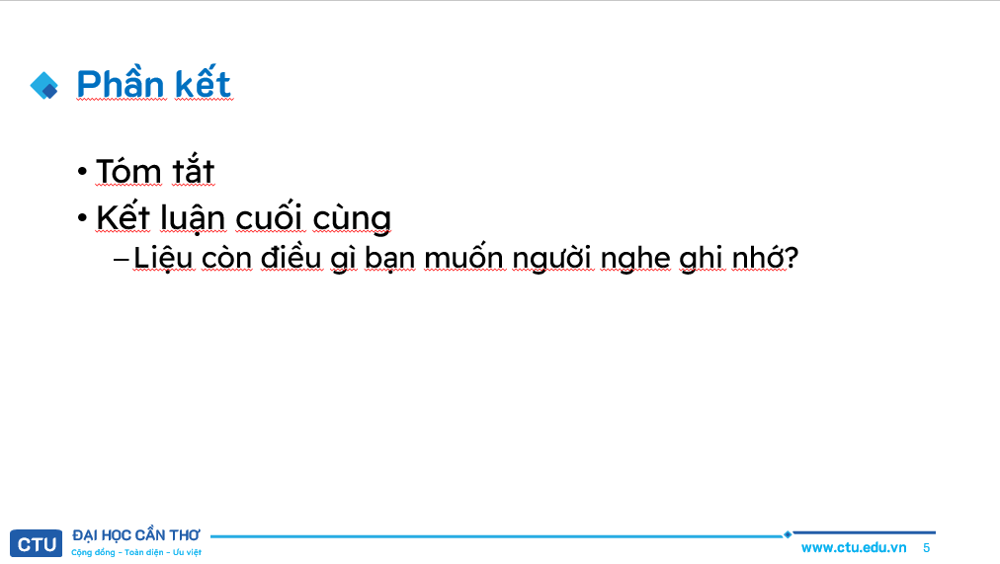 Phần kết
• Tóm tắt
• Kết luận cuối cùng
–Liệu còn điều gì bạn muốn người nghe ghi nhớ?
CTU
ĐẠI HỌC CẦN THƠ
Cộng đồng – Toàn diện – Ưu việt
www.ctu.edu.vn
5